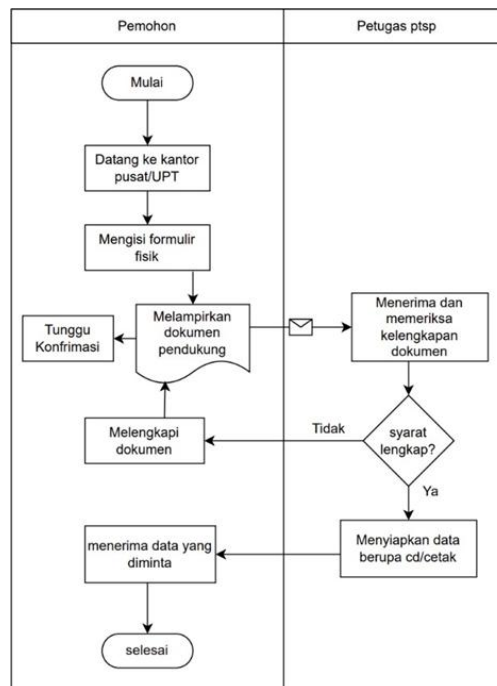 Pemohon
Petugas ptsp
Mulai
Datang ke kantor
pusat/UPT
Mengisi formulir
fisik
Melampirkan
dokumen
pendukung
Tunggu
Konfrimasi
Menerima dan
memeriksa
kelengkapan
dokumen
Melengkapi
dokumen
Tidak
syarat
lengkap?
Ya
menerima data yang
diminta
Menyiapkan data
berupa cd/cetak
selesai